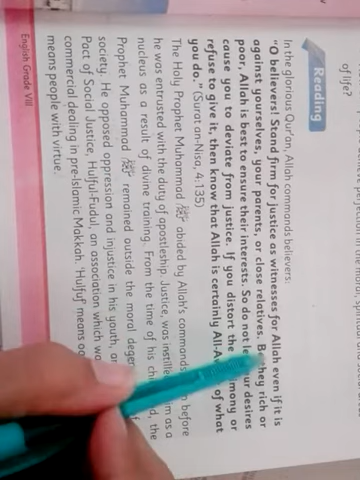 of life?
Reading
In the glorious Qur'an, Allah commands believers:
"O believers! Stand firm for justice as witnesses for Allah even if it is
against yourselves, your parents, or close relatives. Be they rich or
poor, Allah is best to ensure their interests. So do not let your desires
cause you to deviate from justice. If you distort the testimony or
refuse to give it, then know that Allah is certainly All-Aware of what
you do." (Surat an-Nisa, 4:135)
The Holy Prophet Muhammad ﷺ abided by Allah's commands before
he was entrusted with the duty of apostleship. Justice, was as a
nucleus as a result of divine training. From the time of his the
Prophet Muhammad ﷺ remained outside the moral
society. He opposed oppression and injustice in his youth,
Pact of Social Justice, Hulful-Fudul, an association which
commercial dealing in pre-Islamic Makkah. 'Hulful' means
means people with virtue.
English Grade VIII